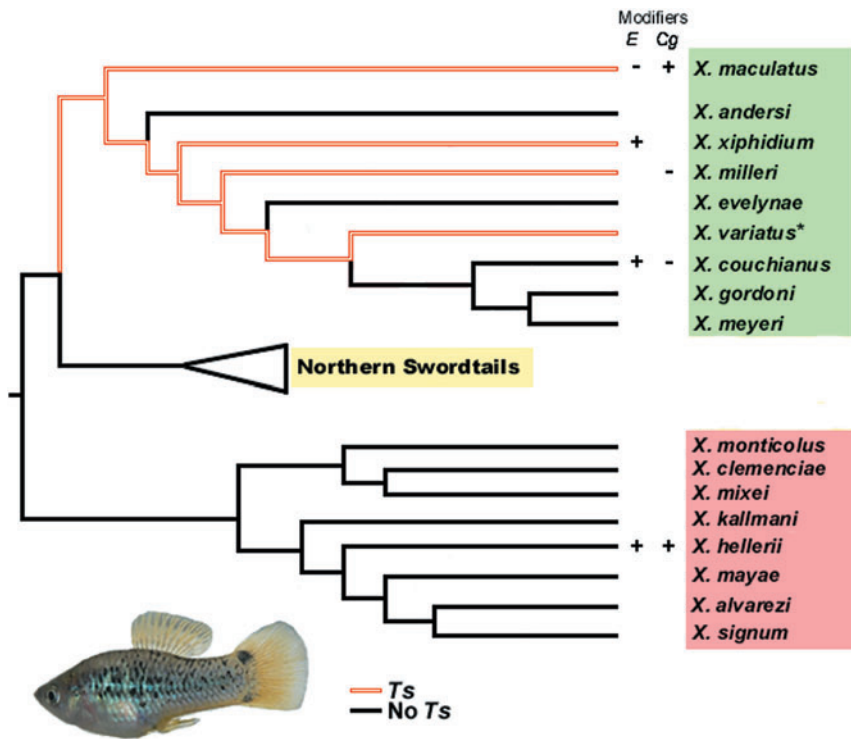 Modifiers
E Cg
- + X. maculatus
X. andersi
+ X. xiphidium
- X. milleri
X. evelynae
X. variatus*
+ - X. couchianus
X. gordoni
X. meyeri
Northern Swordtails
X. monticolus
X. clemenciae
X. mixei
X. kallmani
+ + X. hellerii
X. mayae
X. alvarezi
X. signum
Ts
No Ts